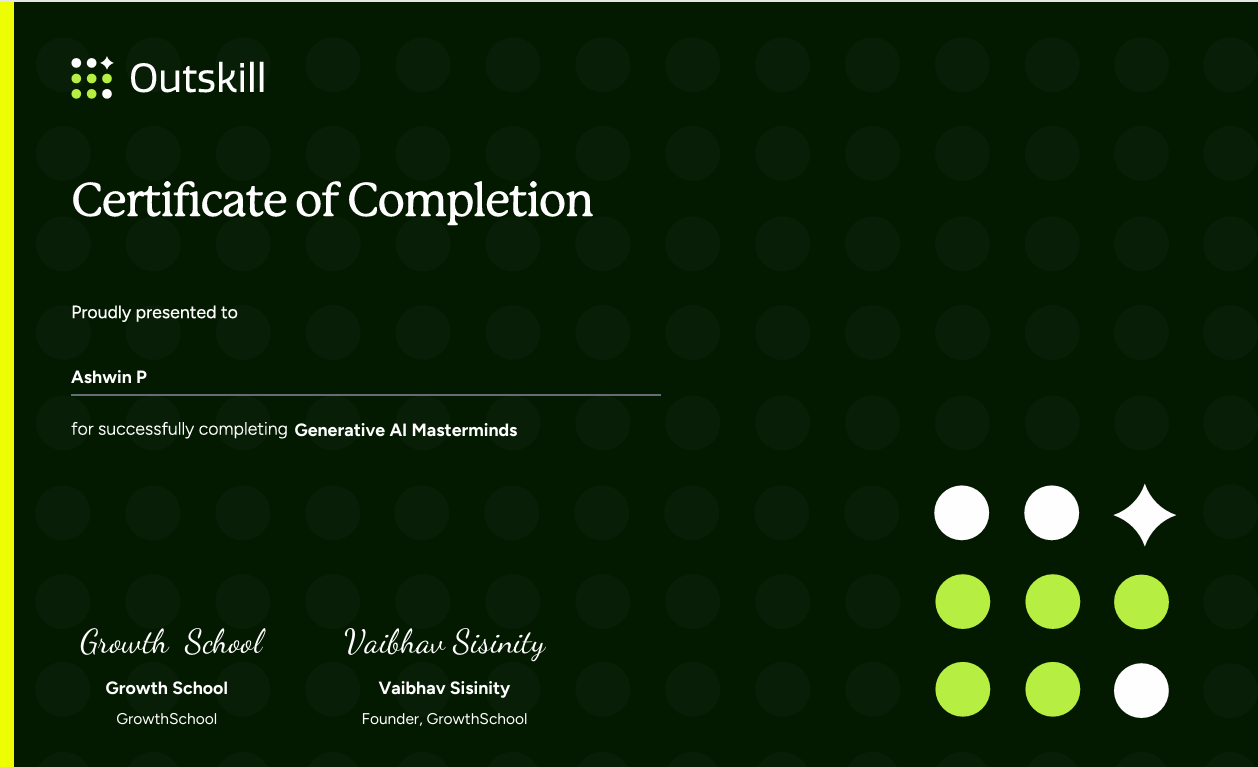 Outskill
Certificate of Completion
Proudly presented to
Ashwin P
for successfully completing Generative AI Masterminds
Growth School
Vaibhav Sisinity
Growth School
Vaibhav Sisinity
GrowthSchool
Founder, GrowthSchool